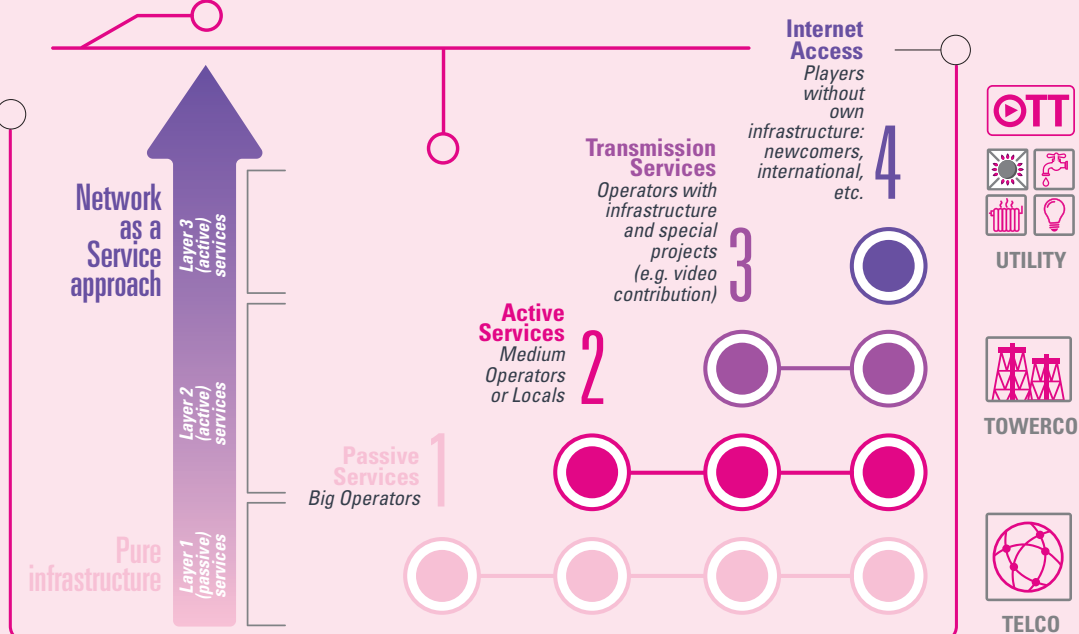 Network
as a
Service
approach
Pure
infrastructure
Layer 3
(active)
services
Layer 2
(active)
services
Layer 1
(passive)
services
Passive
Services
Big Operators
1
Active
Services
Medium
Operators
or Locals
2
Transmission
Services
Operators with
infrastructure
and special
projects
(e.g. video
contribution)
3
Internet
Access
Players
without
own
infrastructure:
newcomers,
international,
etc.
4
OTT
UTILITY
TOWERCO
TELCO